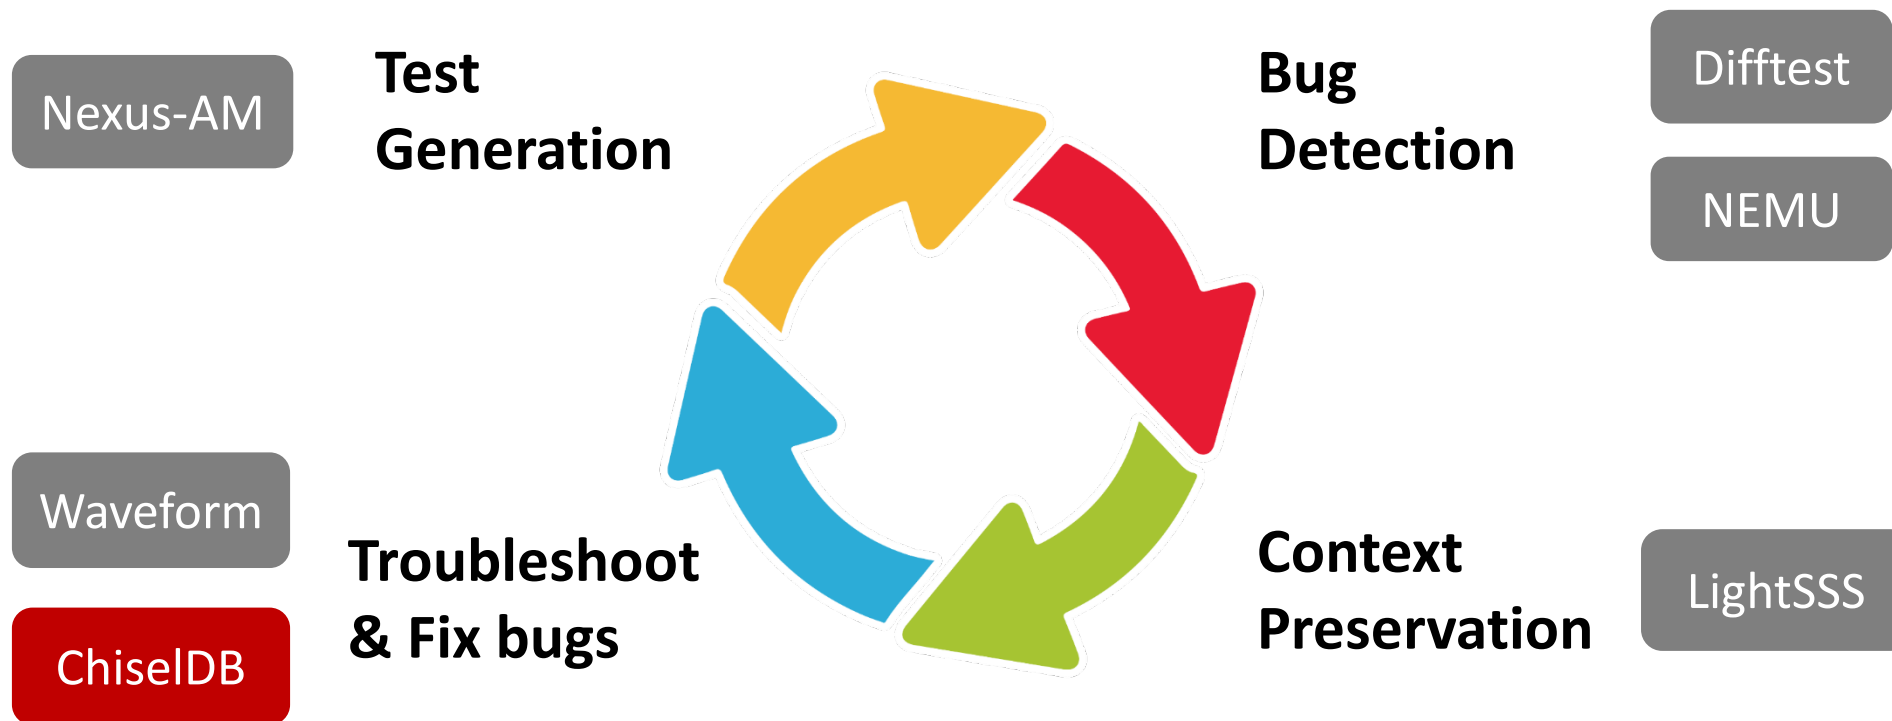 Nexus-AM
Test
Generation
Bug
Detection
Difftest
NEMU
Waveform
ChiselDB
Troubleshoot
& Fix bugs
Context
Preservation
LightSSS